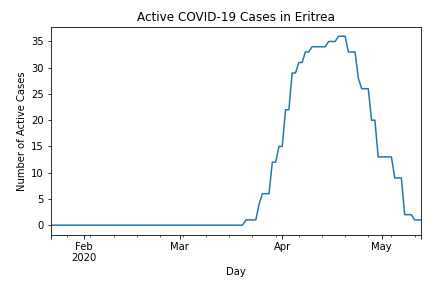 Active COVID-19 Cases in Eritrea
35
30
25
20
15
10
5
0
Number of Active Cases
Feb
2020
Mar
Apr
May
Day